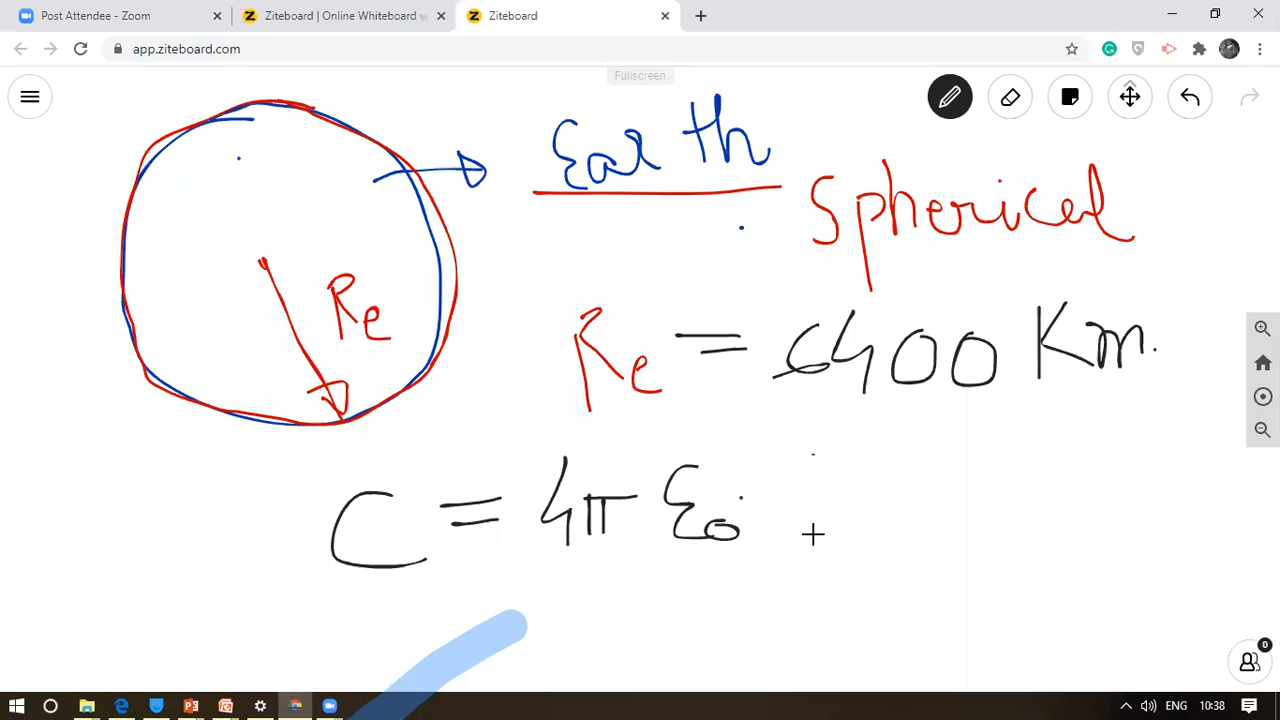 Post Attendee - Zoom
Ziteboard | Online Whiteboard
Ziteboard
app.ziteboard.com
Fullscreen
Earth
Spherical
Re
Re = 6400 Km.
C = 4π ε0
0
ENG
10:38